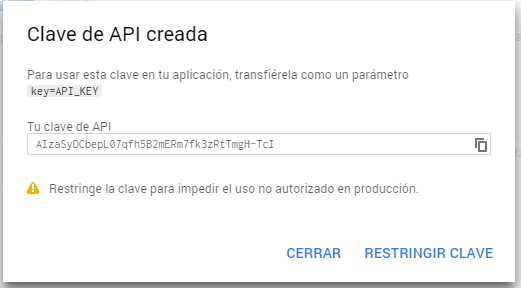 Clave de API creada
Para usar esta clave en tu aplicación, transfiérela como un parámetro
key=API_KEY
Tu clave de API
AIzaSyDCbepL07qfh5B2mERm7fk3zRtTmgH-TcI
Restringe la clave para impedir el uso no autorizado en producción.
CERRAR
RESTRINGIR CLAVE